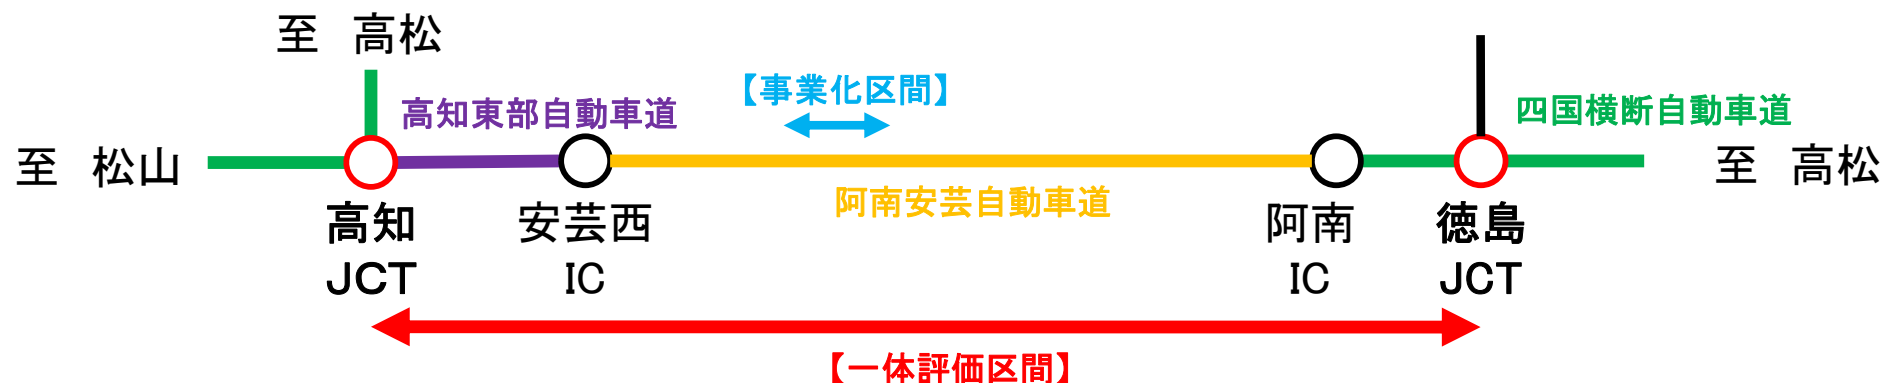 至　高松
【事業化区間】
高知東部自動車道
四国横断自動車道
至　松山
至　高松
阿南安芸自動車道
高知
JCT
安芸西
IC
阿南
IC
徳島
JCT
【一体評価区間】